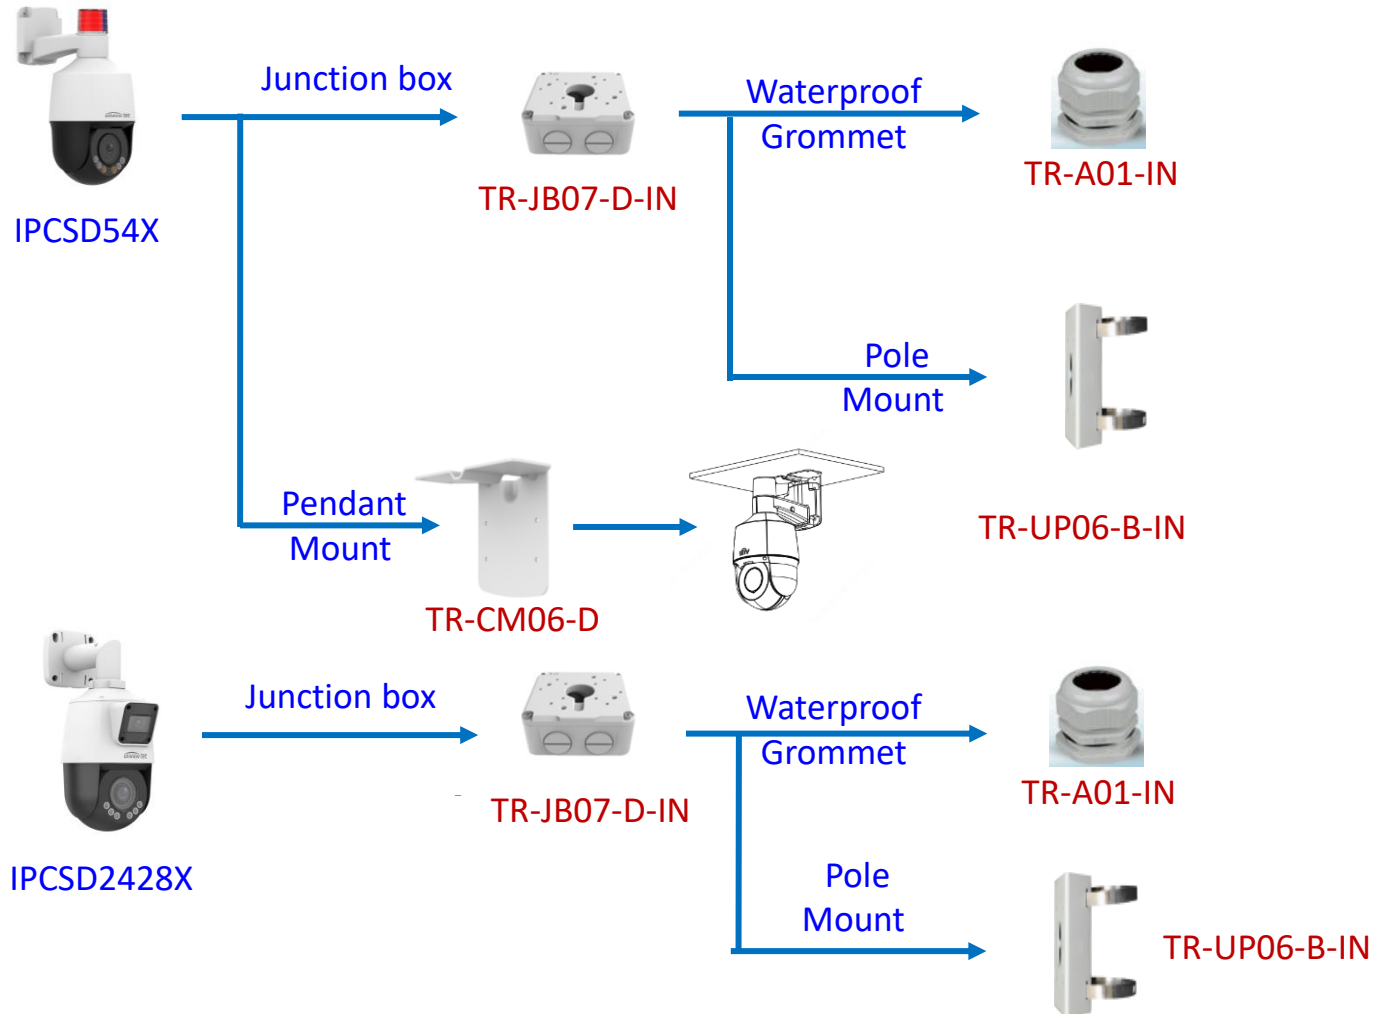 Junction box
Waterproof
Grommet
TR-JB07-D-IN
TR-A01-IN
IPCSD54X
Pole
Mount
Pendant
Mount
TR-UP06-B-IN
TR-CM06-D
Junction box
Waterproof
Grommet
TR-JB07-D-IN
TR-A01-IN
IPCSD2428X
Pole
Mount
TR-UP06-B-IN